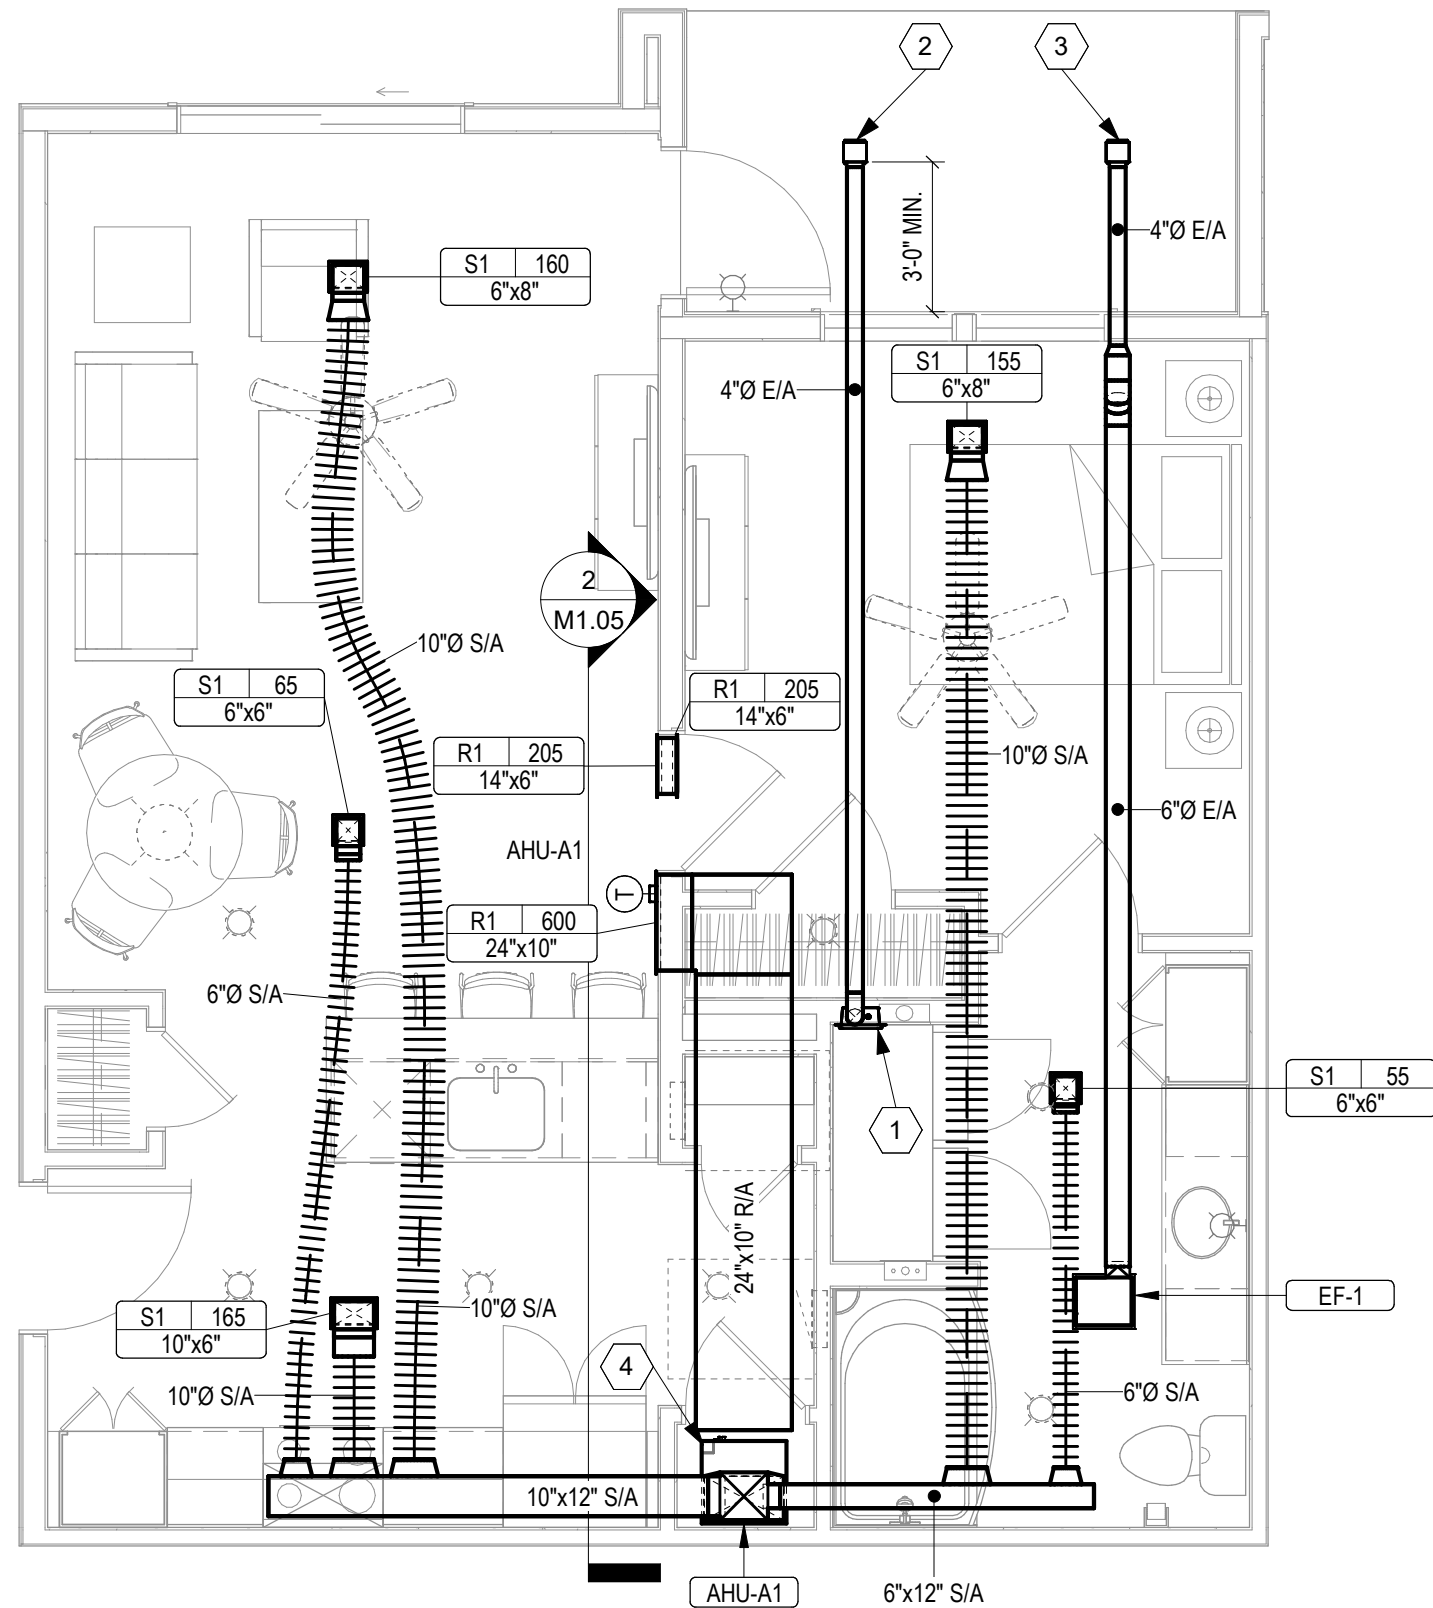 2
3
4"Ø E/A
3'-0" MIN.
S1 160
6"x8"
S1 155
6"x8"
4"Ø E/A
2
M1.05
10"Ø S/A
S1 65
6"x6"
R1 205
14"x6"
R1 205
14"x6"
10"Ø S/A
6"Ø E/A
AHU-A1
T
R1 600
24"x10"
6"Ø S/A
1
S1 55
6"x6"
24"x10" R/A
EF-1
S1 165
10"x6"
10"Ø S/A
4
10"Ø S/A
6"Ø S/A
10"x12" S/A
AHU-A1
6"x12" S/A